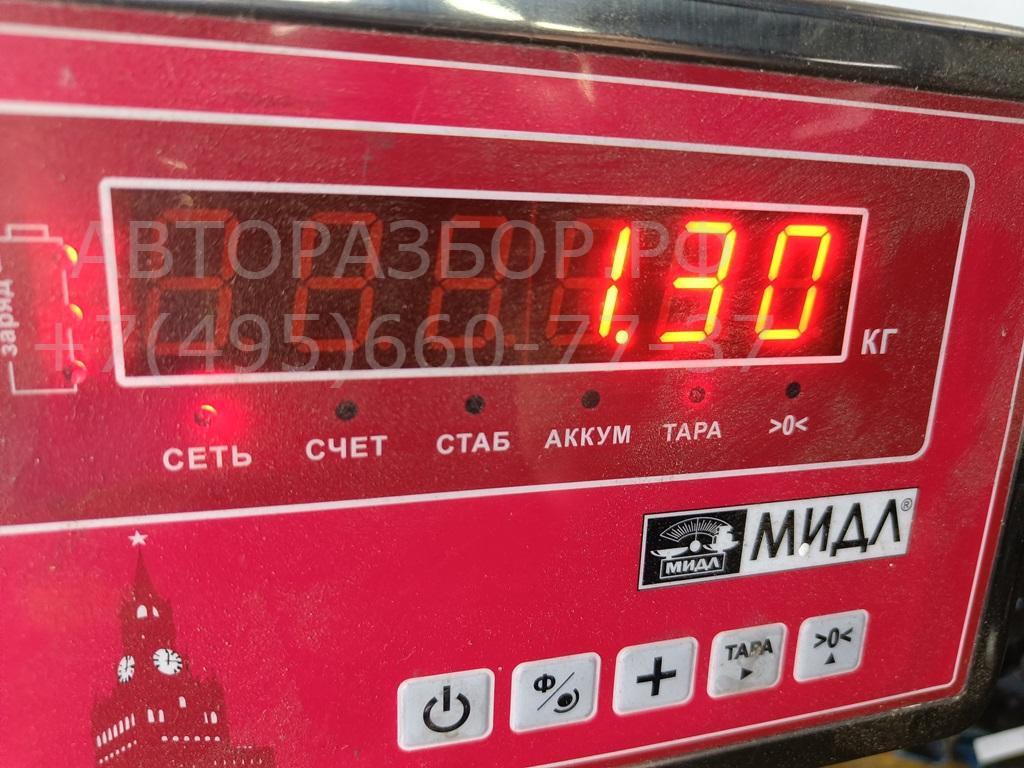 АВТОРАЗБОР.РФ
+7(495)660-77-37
1.30
КГ
заряд
СЕТЬ СЧЕТ СТАБ АККУМ ТАРА >0<
МИДЛ МИДЛ®
Ф ТАРА >0<